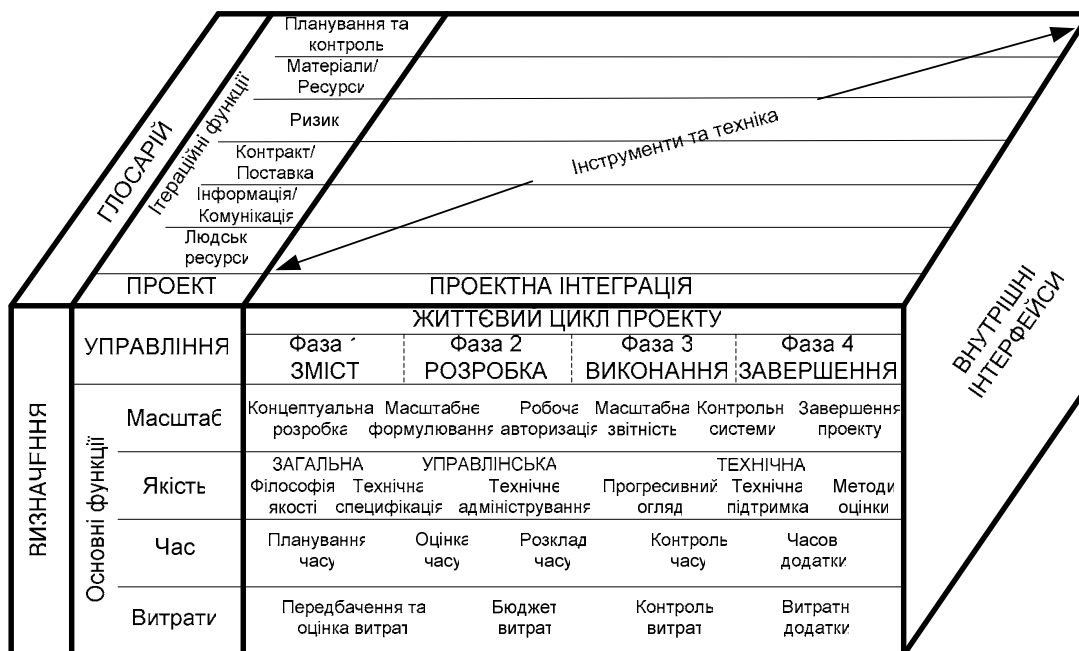 Планування та
контроль
Матеріали/
Ресурси
Ризик
Контракт/
Поставка
Інформація/
Комунікація
Людськ
ресурси
ГЛОСАРІЙ
Ітераційні функції
Інструменти та техніка
ПРОЕКТ
ПРОЕКТНА ІНТЕГРАЦІЯ
ВНУТРІШНІ
ІНТЕРФЕЙСИ
ВИЗНАЧЕННЯ
УПРАВЛІННЯ
ЖИТТЄВИЙ ЦИКЛ ПРОЕКТУ
Фаза 1
ЗМІСТ
Фаза 2
РОЗРОБКА
Фаза 3
ВИКОНАННЯ
Фаза 4
ЗАВЕРШЕННЯ
Основні функції
Масштаб
Концептуальна
розробка
Масштабне
формулювання
Робоча
авторизація
Масштабна
звітність
Контрольн
системи
Завершення
проекту
Якість
ЗАГАЛЬНА
УПРАВЛІНСЬКА
ТЕХНІЧНА
Філософія
якості
Технічна
специфікація
Технічне
адміністрування
Прогресивний
огляд
Технічна
підтримка
Методи
оцінки
Час
Планування
часу
Оцінка
часу
Розклад
часу
Контроль
часу
Часов
додатки
Витрати
Передбачення та
оцінка витрат
Бюджет
витрат
Контроль
витрат
Витратн
додатки